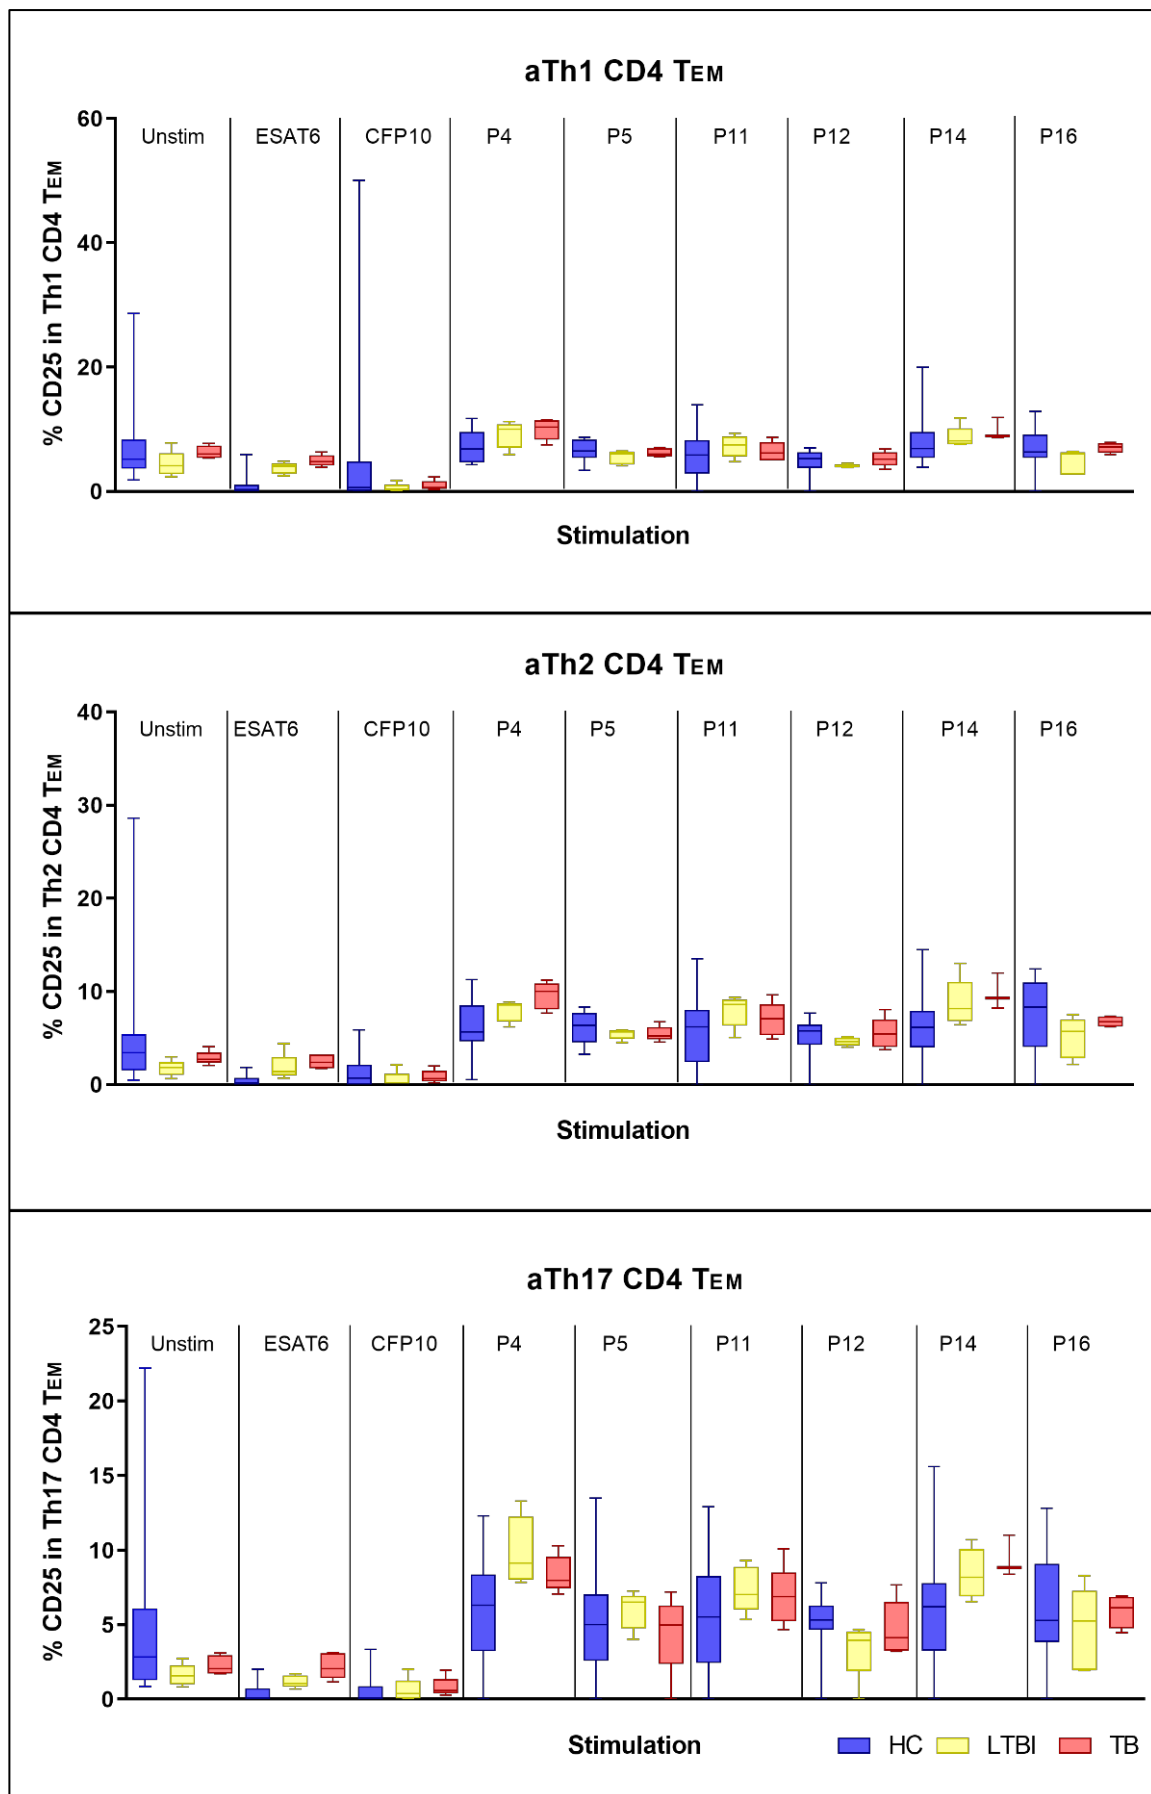 aTh1 CD4 TEM
% CD25 in Th1 CD4 TEM
60
40
20
0
Unstim ESAT6 CFP10 P4 P5 P11 P12 P14 P16
Stimulation
aTh2 CD4 TEM
% CD25 in Th2 CD4 TEM
40
30
20
10
0
Unstim ESAT6 CFP10 P4 P5 P11 P12 P14 P16
Stimulation
aTh17 CD4 TEM
% CD25 in Th17 CD4 TEM
25
20
15
10
5
0
Unstim ESAT6 CFP10 P4 P5 P11 P12 P14 P16
Stimulation
HC LTBI TB